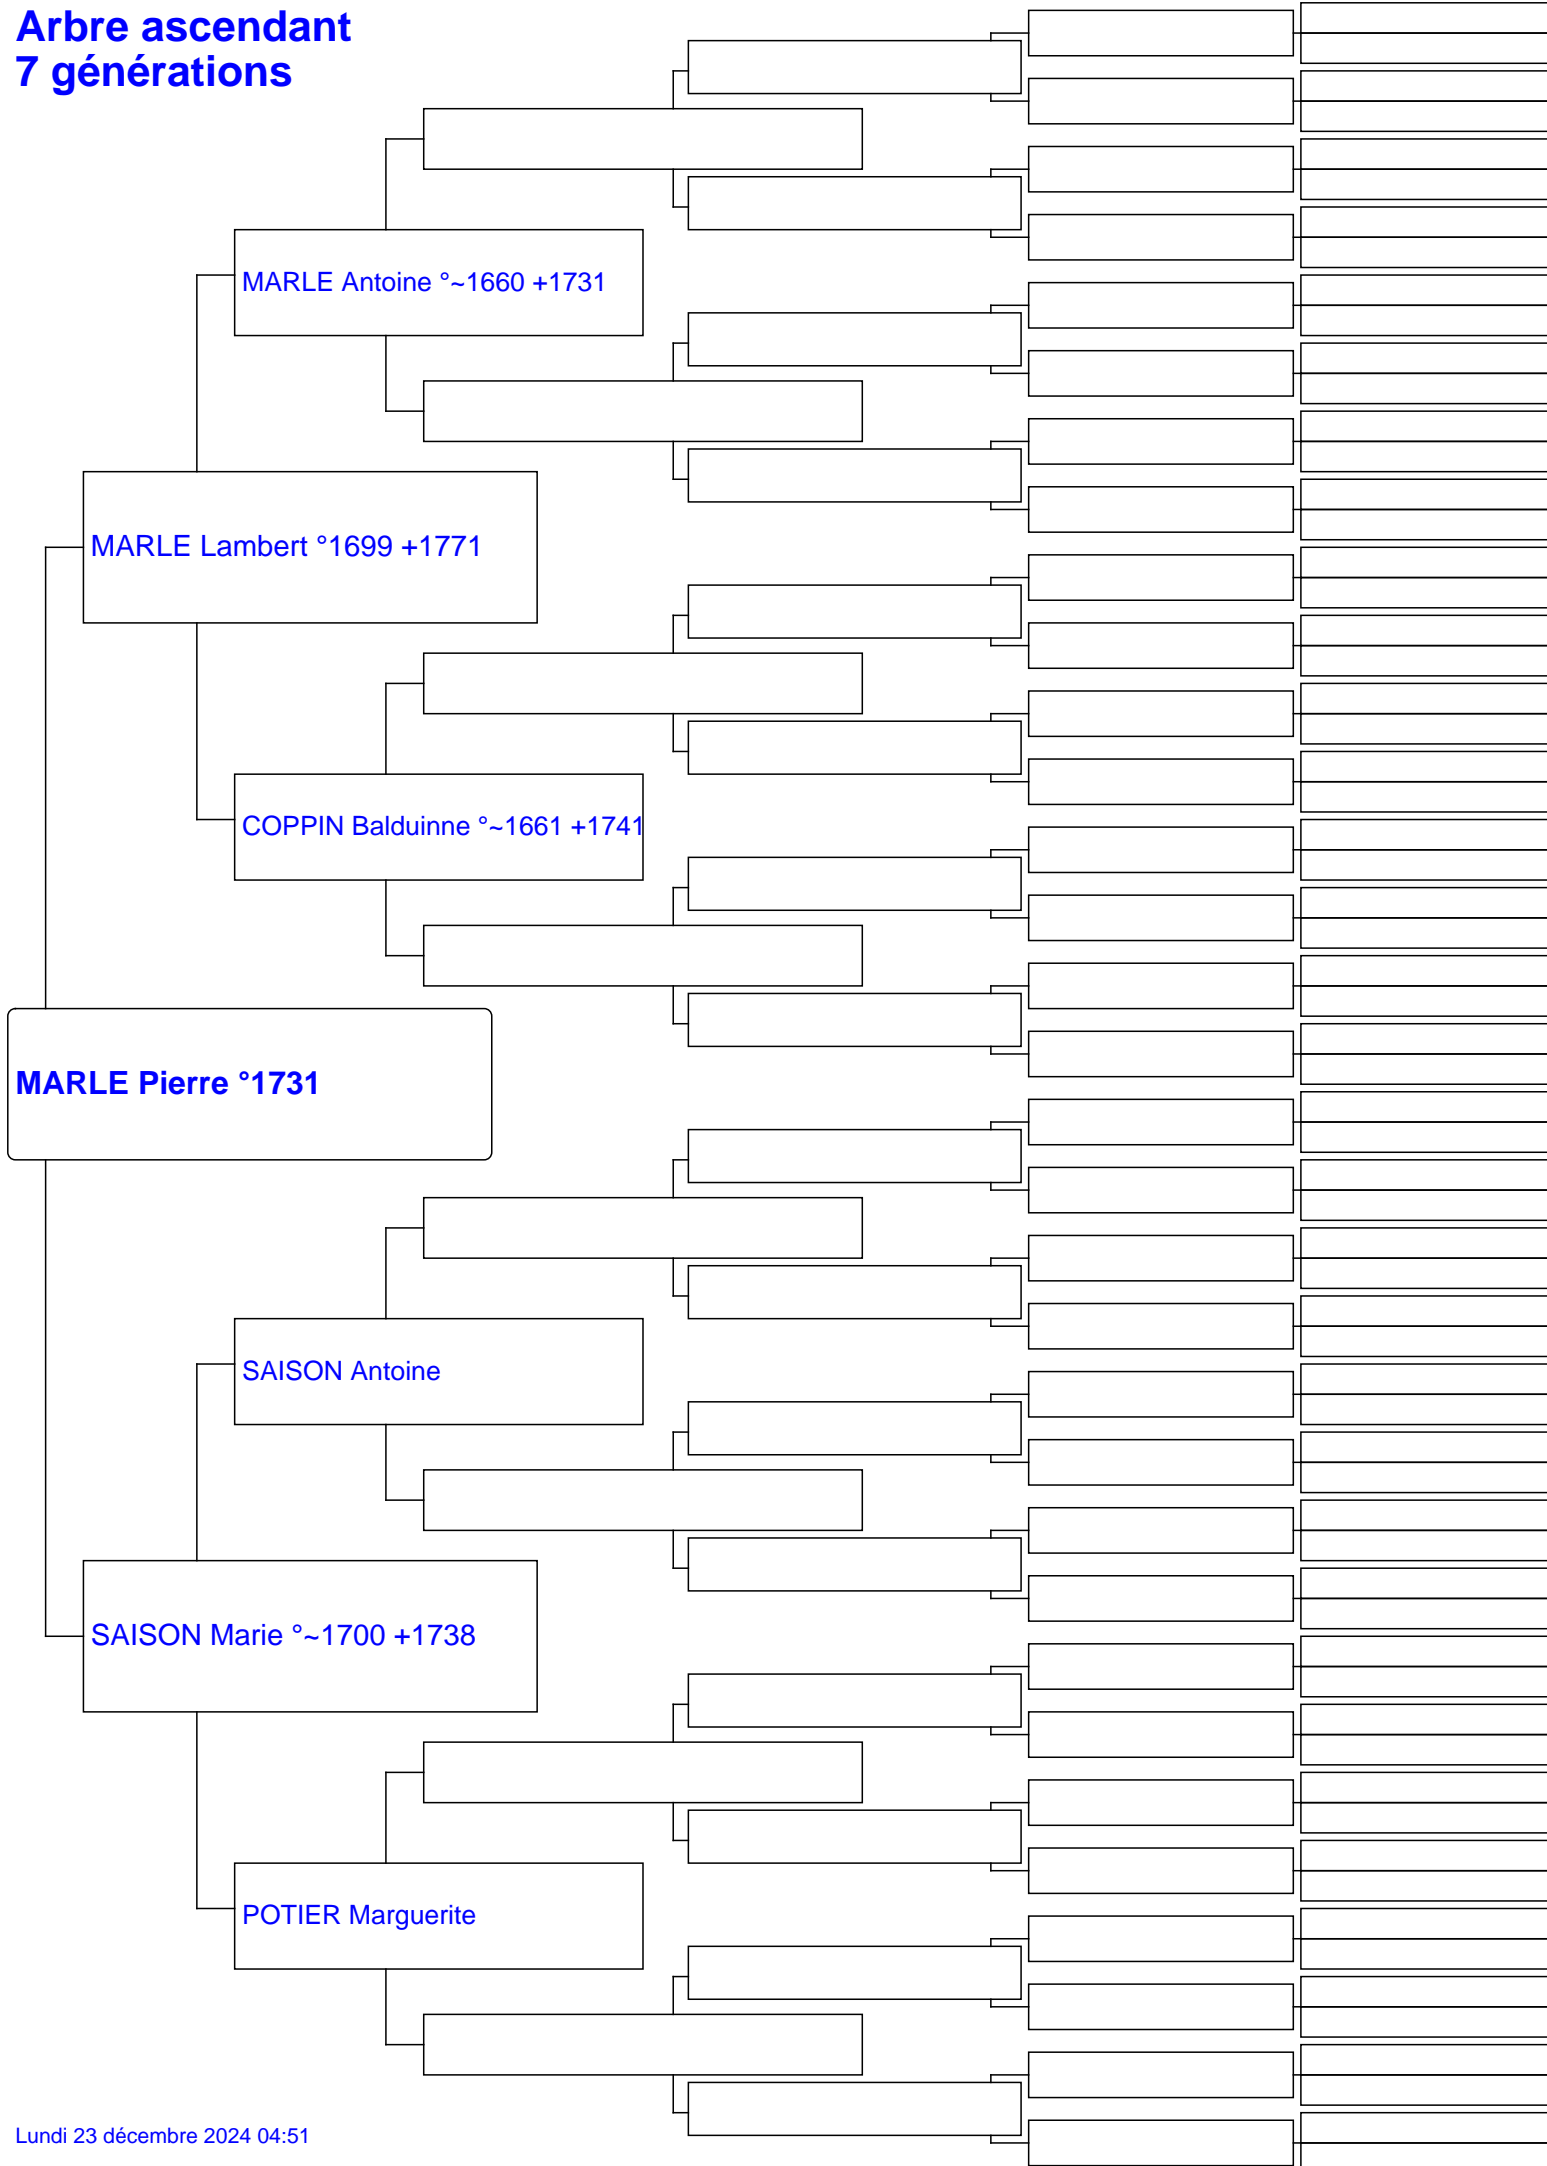 Arbre ascendant
7 générations
MARLE Antoine °~1660 +1731
MARLE Lambert °1699 +1771
COPPIN Balduinne °~1661 +1741
MARLE Pierre °1731
SAISON Antoine
SAISON Marie °~1700 +1738
POTIER Marguerite
Lundi 23 décembre 2024 04:51